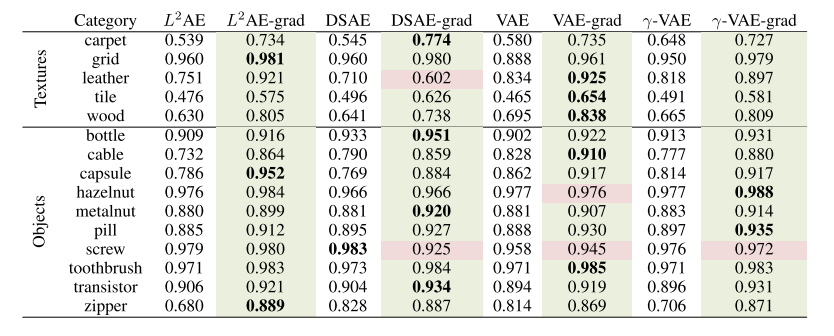 Category L²AE L²AE-grad DSAE DSAE-grad VAE VAE-grad γ-VAE γ-VAE-grad
Textures
carpet 0.539 0.734 0.545 0.774 0.580 0.735 0.648 0.727
grid 0.960 0.981 0.960 0.980 0.888 0.961 0.950 0.979
leather 0.751 0.921 0.710 0.602 0.834 0.925 0.818 0.897
tile 0.476 0.575 0.496 0.626 0.465 0.654 0.491 0.581
wood 0.630 0.805 0.641 0.738 0.695 0.838 0.665 0.809
Objects
bottle 0.909 0.916 0.933 0.951 0.902 0.922 0.913 0.931
cable 0.732 0.864 0.790 0.859 0.828 0.910 0.777 0.880
capsule 0.786 0.952 0.769 0.884 0.862 0.917 0.814 0.917
hazelnut 0.976 0.984 0.966 0.966 0.977 0.976 0.977 0.988
metalnut 0.880 0.899 0.881 0.920 0.881 0.907 0.883 0.914
pill 0.885 0.912 0.895 0.927 0.888 0.930 0.897 0.935
screw 0.979 0.980 0.983 0.925 0.958 0.945 0.976 0.972
toothbrush 0.971 0.983 0.973 0.984 0.971 0.985 0.971 0.983
transistor 0.906 0.921 0.904 0.934 0.894 0.919 0.896 0.931
zipper 0.680 0.889 0.828 0.887 0.814 0.869 0.706 0.871